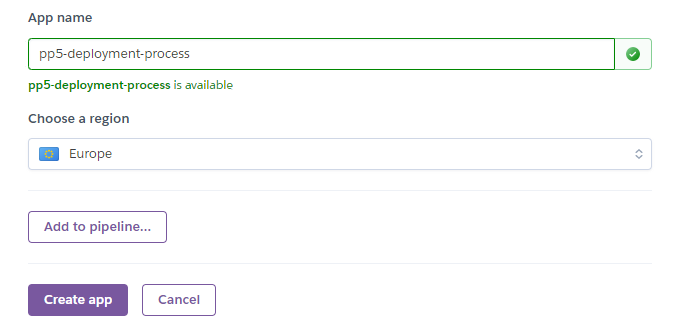 App name
pp5-deployment-process
pp5-deployment-process is available
Choose a region
Europe
Add to pipeline...
Create app Cancel